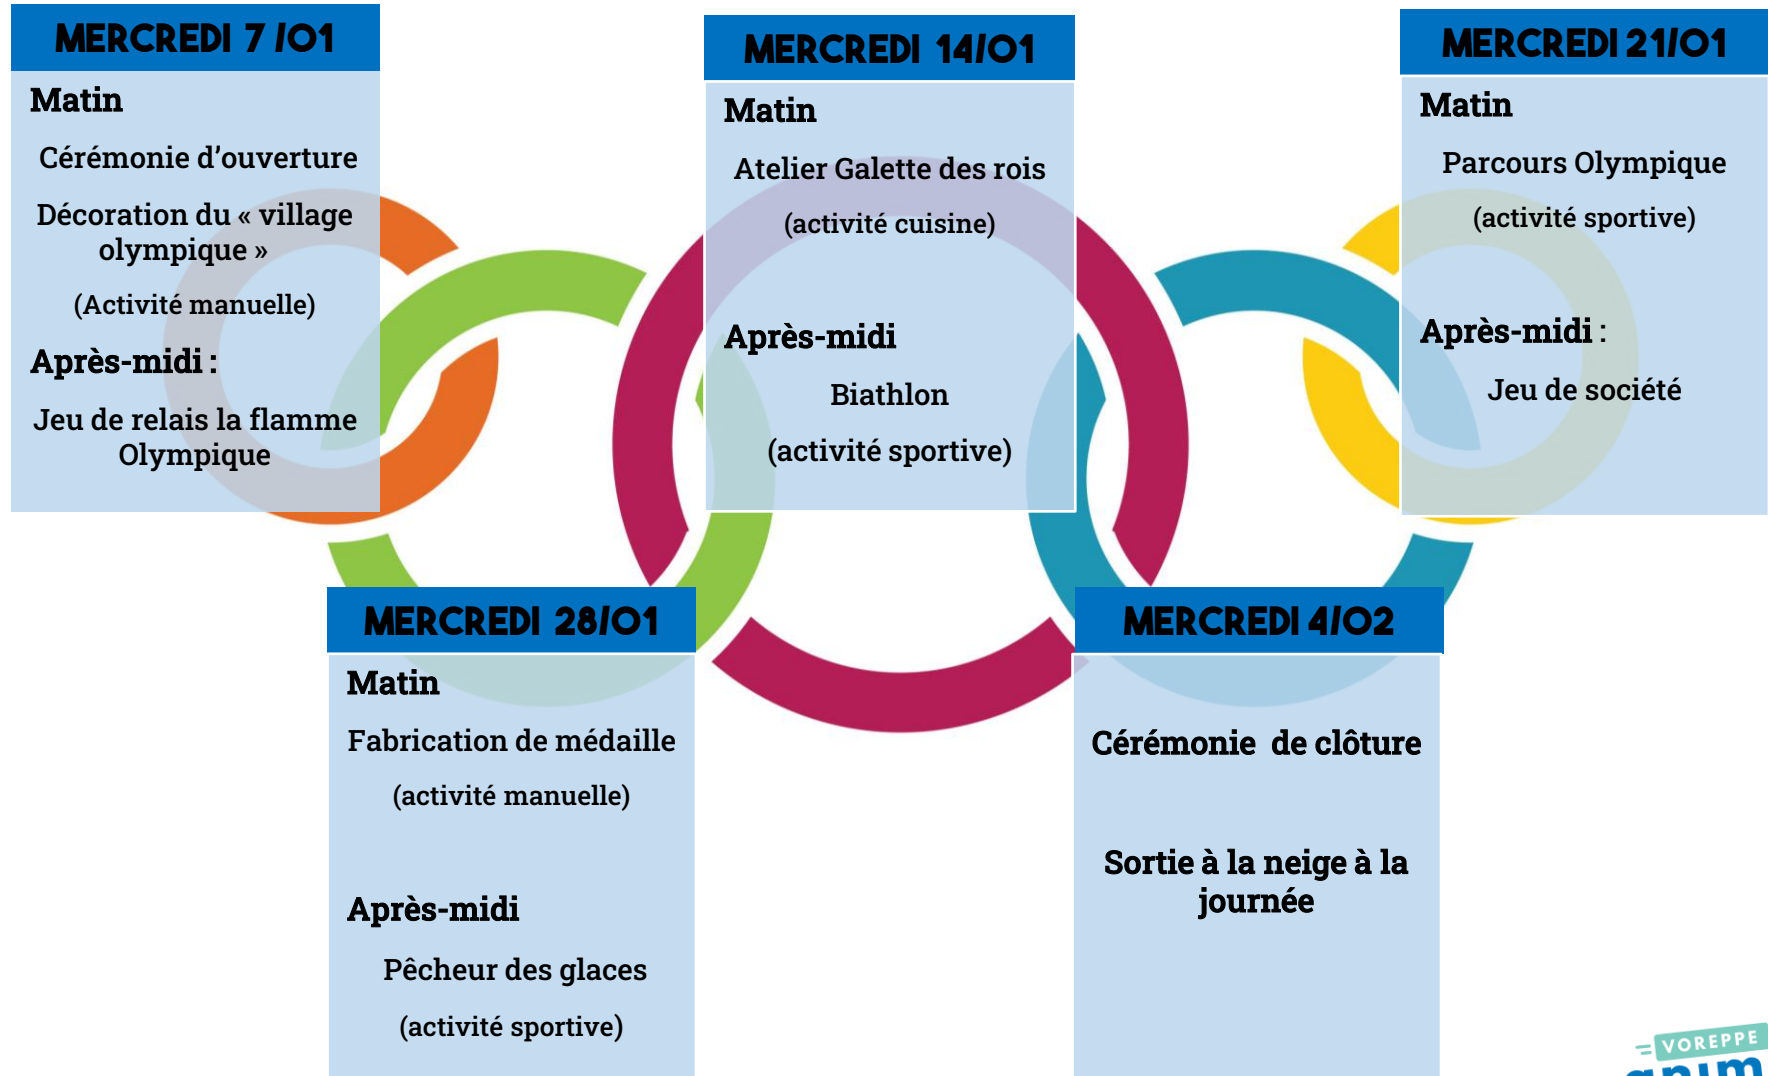 MERCREDI 7 /01
Matin
Cérémonie d’ouverture
Décoration du « village
olympique »
(Activité manuelle)
Après-midi :
Jeu de relais la flamme
Olympique
MERCREDI 14/01
Matin
Atelier Galette des rois
(activité cuisine)
Après-midi
Biathlon
(activité sportive)
MERCREDI 21/01
Matin
Parcours Olympique
(activité sportive)
Après-midi :
Jeu de société
MERCREDI 28/01
Matin
Fabrication de médaille
(activité manuelle)
Après-midi
Pêcheur des glaces
(activité sportive)
MERCREDI 4/02
Cérémonie de clôture
Sortie à la neige à la
journée
VOREPPE
anim